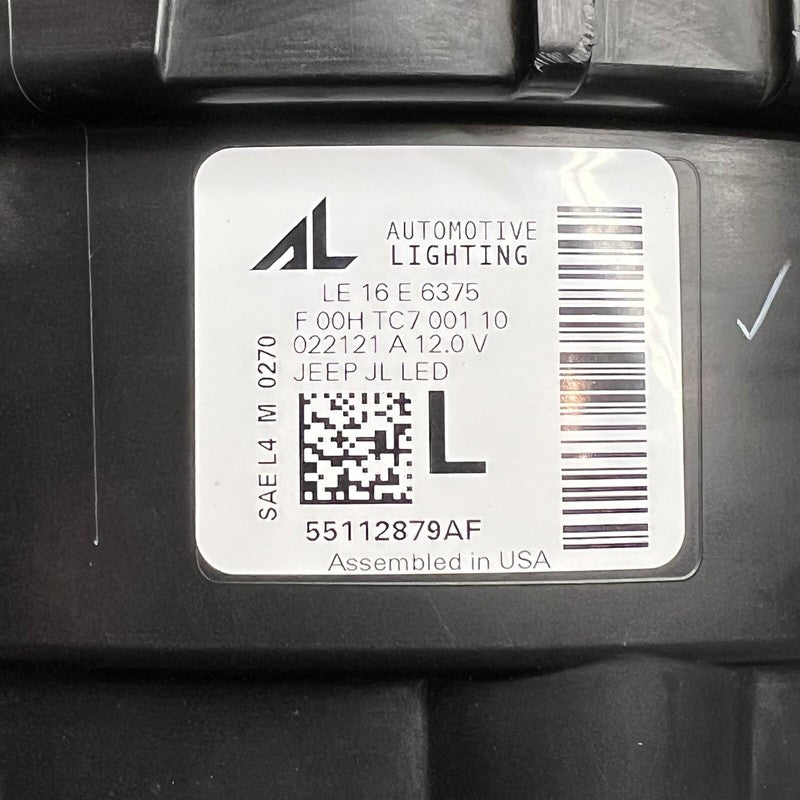 AL AUTOMOTIVE
LIGHTING
LE 16 E 6375
F 00H TC7 001 10
022121 A 12.0 V
JEEP JL LED
SAE L4 M 0270
L
55112879AF
Assembled in USA